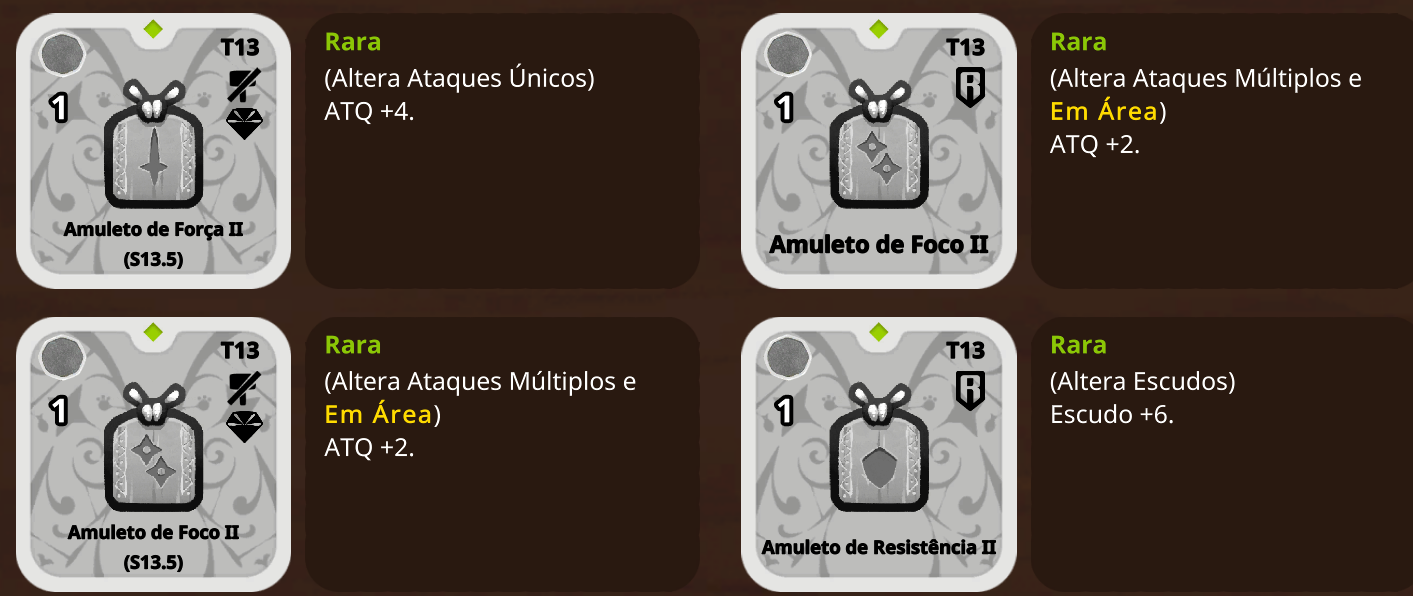 T13
1
Amuleto de Força II
(S13.5)
Rara
(Altera Ataques Únicos)
ATQ +4.
T13
R
1
Amuleto de Foco II
Rara
(Altera Ataques Múltiplos e
Em Área)
ATQ +2.
T13
1
Amuleto de Foco II
(S13.5)
Rara
(Altera Ataques Múltiplos e
Em Área)
ATQ +2.
T13
R
1
Amuleto de Resistência II
Rara
(Altera Escudos)
Escudo +6.